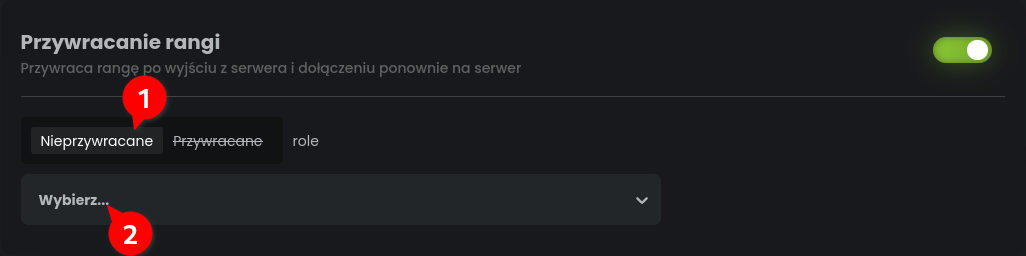 Przywracanie rangi
Przywraca rangę po wyjściu z serwera i dołączeniu ponownie na serwer
1
Nieprzywracane Przywracane role
Wybierz...
2